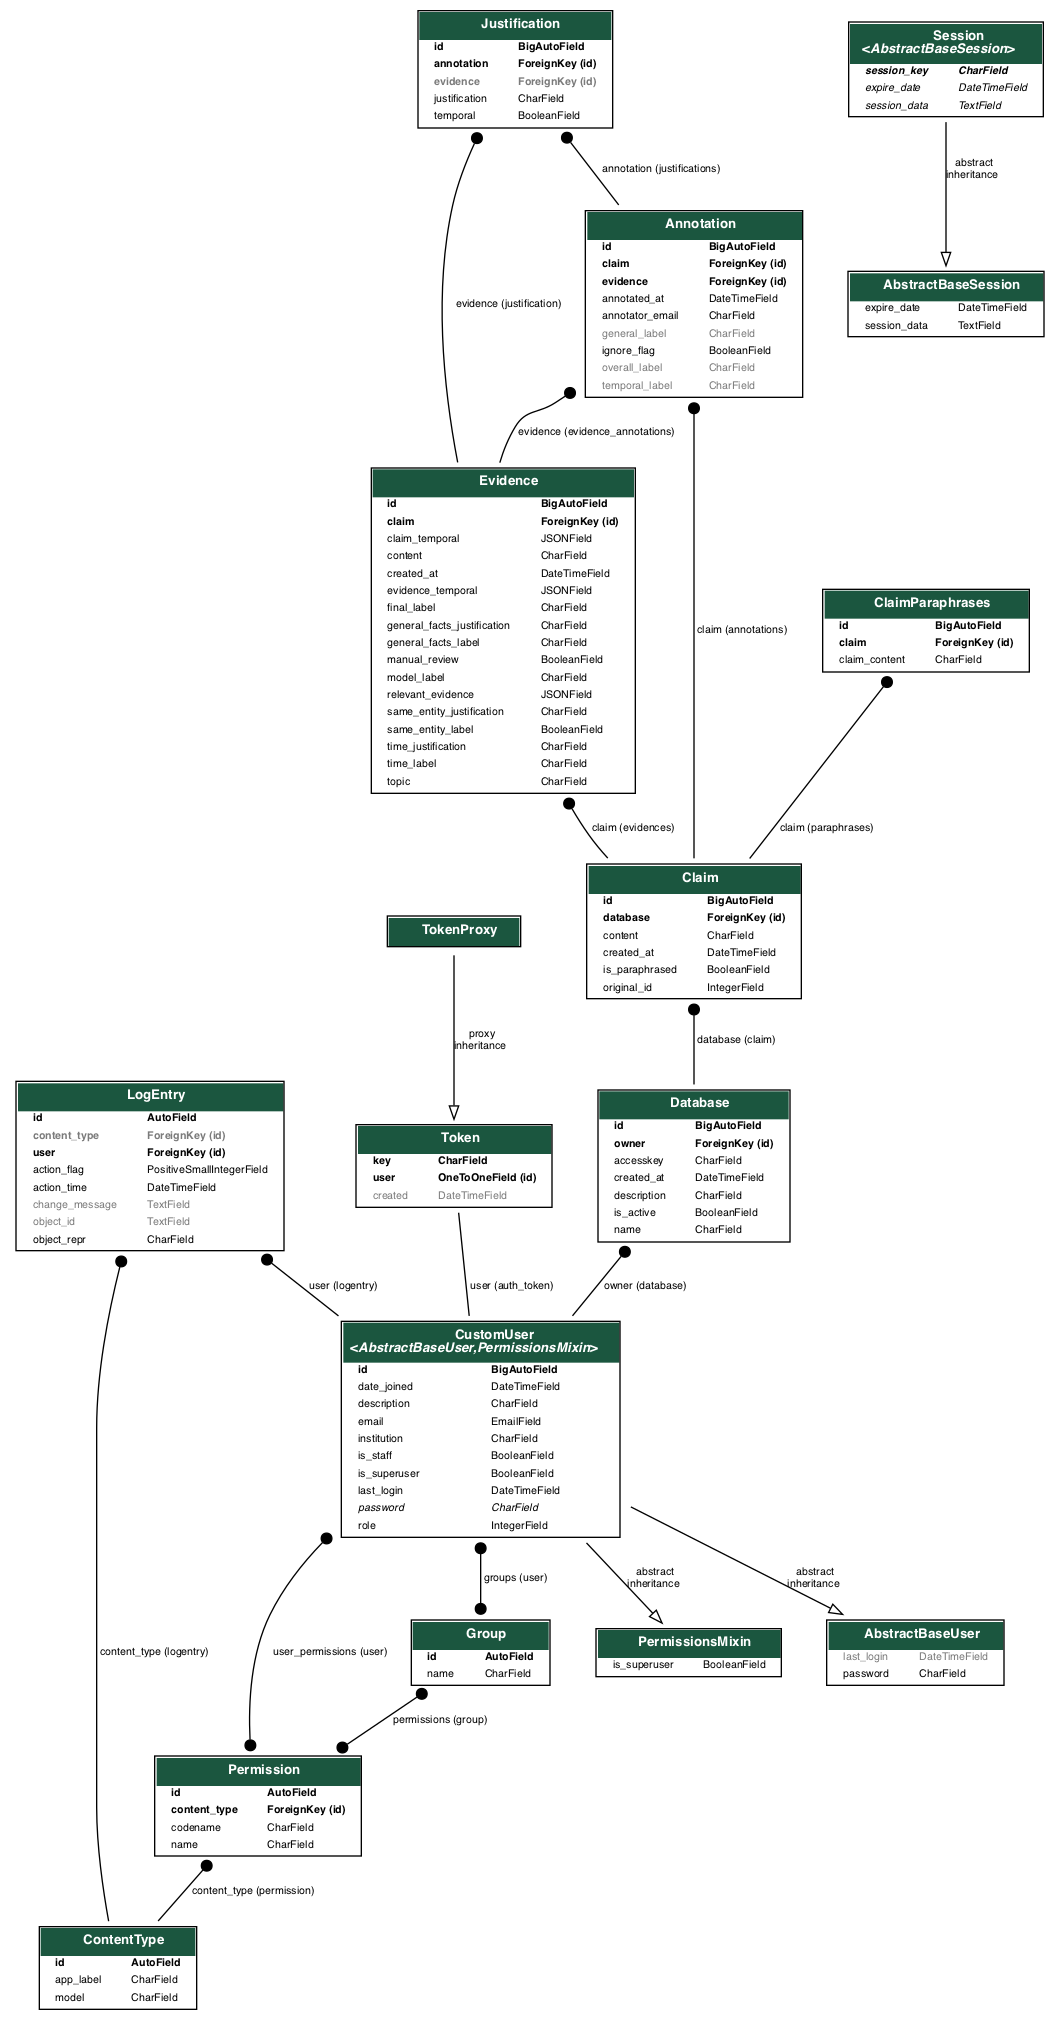 Justification
id BigAutoField
annotation ForeignKey (id)
evidence ForeignKey (id)
justification CharField
temporal BooleanField
Session
<AbstractBaseSession>
session_key CharField
expire_date DateTimeField
session_data TextField
annotation (justifications)
abstract
inheritance
Annotation
id BigAutoField
claim ForeignKey (id)
evidence ForeignKey (id)
annotated_at DateTimeField
annotator_email CharField
general_label CharField
ignore_flag BooleanField
overall_label CharField
temporal_label CharField
AbstractBaseSession
expire_date DateTimeField
session_data TextField
evidence (justification)
evidence (evidence_annotations)
Evidence
id BigAutoField
claim ForeignKey (id)
claim_temporal JSONField
content CharField
created_at DateTimeField
evidence_temporal JSONField
final_label CharField
general_facts_justification CharField
general_facts_label CharField
manual_review BooleanField
model_label CharField
relevant_evidence JSONField
same_entity_justification CharField
same_entity_label BooleanField
time_justification CharField
time_label CharField
topic CharField
claim (annotations)
ClaimParaphrases
id BigAutoField
claim ForeignKey (id)
claim_content CharField
claim (evidences)
claim (paraphrases)
Claim
id BigAutoField
database ForeignKey (id)
content CharField
created_at DateTimeField
is_paraphrased BooleanField
original_id IntegerField
TokenProxy
proxy
inheritance
database (claim)
LogEntry
id AutoField
content_type ForeignKey (id)
user ForeignKey (id)
action_flag PositiveSmallIntegerField
action_time DateTimeField
change_message TextField
object_id TextField
object_repr CharField
Token
key CharField
user OneToOneField (id)
created DateTimeField
Database
id BigAutoField
owner ForeignKey (id)
accesskey CharField
created_at DateTimeField
description CharField
is_active BooleanField
name CharField
user (logentry)
user (auth_token)
owner (database)
CustomUser
<AbstractBaseUser,PermissionsMixin>
id BigAutoField
date_joined DateTimeField
description CharField
email EmailField
institution CharField
is_staff BooleanField
is_superuser BooleanField
last_login DateTimeField
password CharField
role IntegerField
groups (user)
abstract
inheritance
abstract
inheritance
content_type (logentry)
user_permissions (user)
Group
id AutoField
name CharField
PermissionsMixin
is_superuser BooleanField
AbstractBaseUser
last_login DateTimeField
password CharField
permissions (group)
Permission
id AutoField
content_type ForeignKey (id)
codename CharField
name CharField
content_type (permission)
ContentType
id AutoField
app_label CharField
model CharField